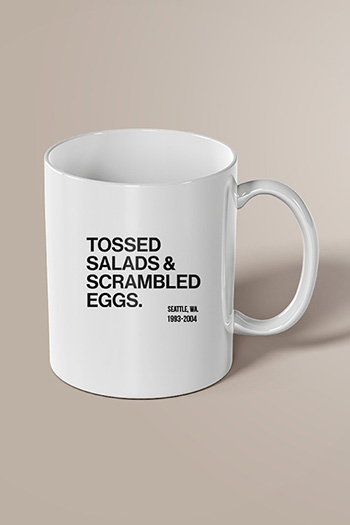 TOSSED
SALADS &
SCRAMBLED
EGGS.
SEATTLE, WA.
1993-2004